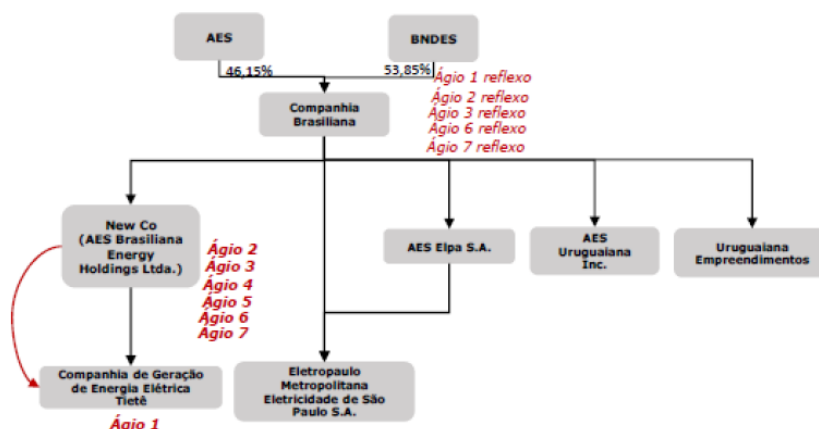 AES
BNDES
46,15%
53,85%
Ágio 1 reflexo
Ágio 2 reflexo
Ágio 3 reflexo
Ágio 6 reflexo
Ágio 7 reflexo
Companhia
Brasiliana
New Co
(AES Brasiliana
Energy
Holdings Ltda.)
Ágio 2
Ágio 3
Ágio 4
Ágio 5
Ágio 6
Ágio 7
AES Elpa S.A.
AES
Uruguaiana
Inc.
Uruguaiana
Empreendimentos
Companhia de Geração
de Energia Elétrica
Tietê
Ágio 1
Eletropaulo
Metropolitana
Eletricidade de São
Paulo S.A.